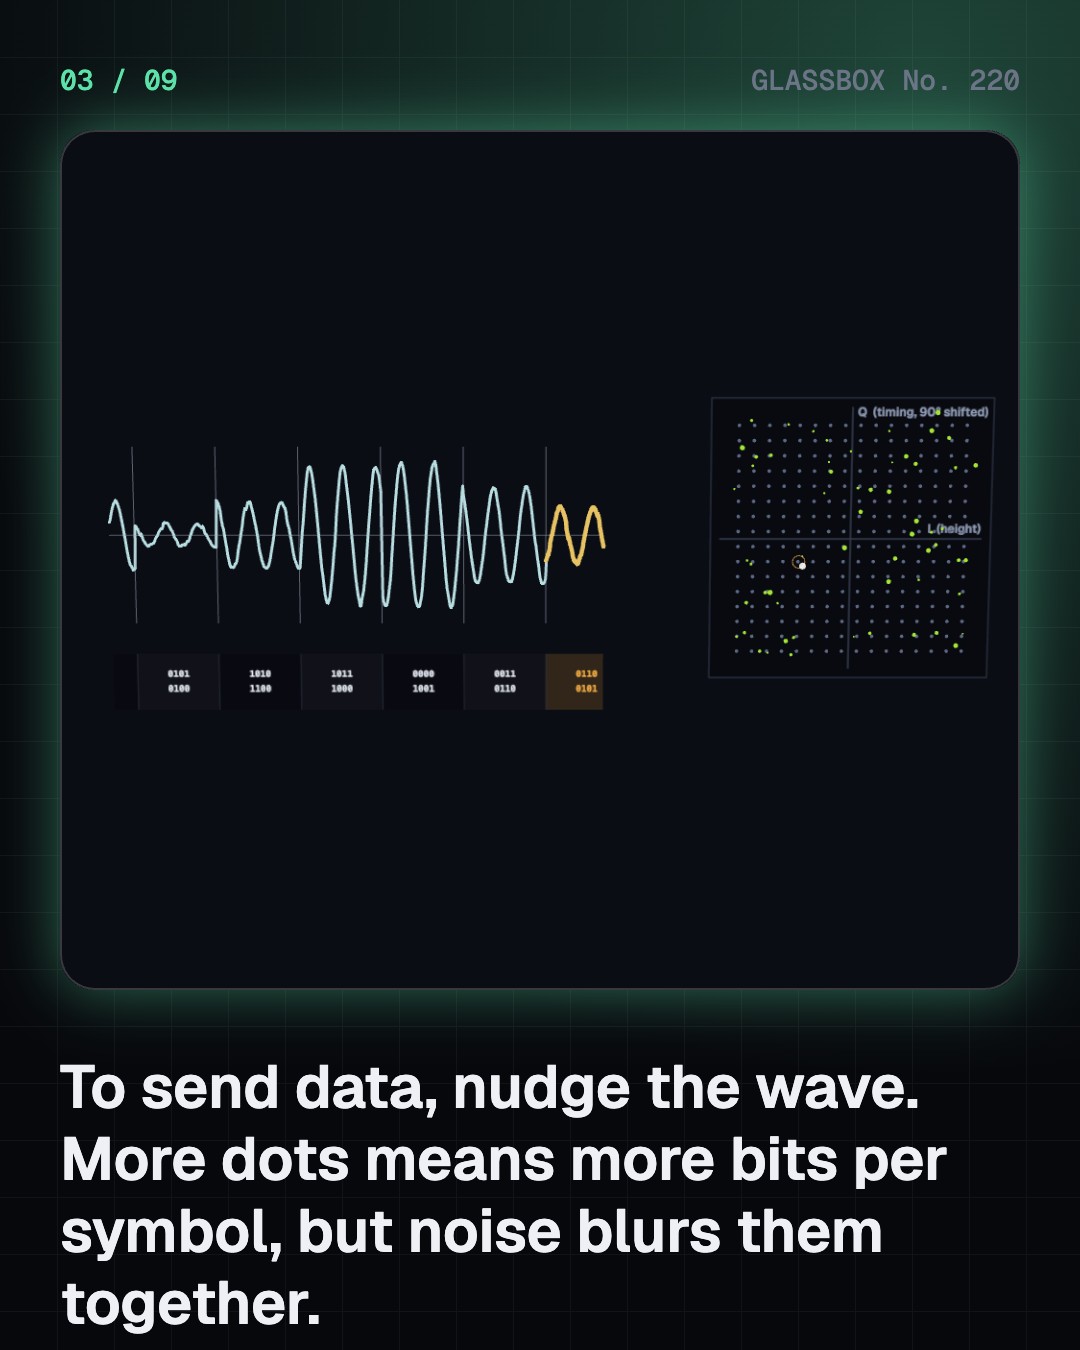 03 / 09
GLASSBOX No. 220
Q (timing, 90° shifted)
I (height)
0101
0100
1010
1100
1011
1000
0000
1001
0011
0110
0110
0101
To send data, nudge the wave.
More dots means more bits per
symbol, but noise blurs them
together.